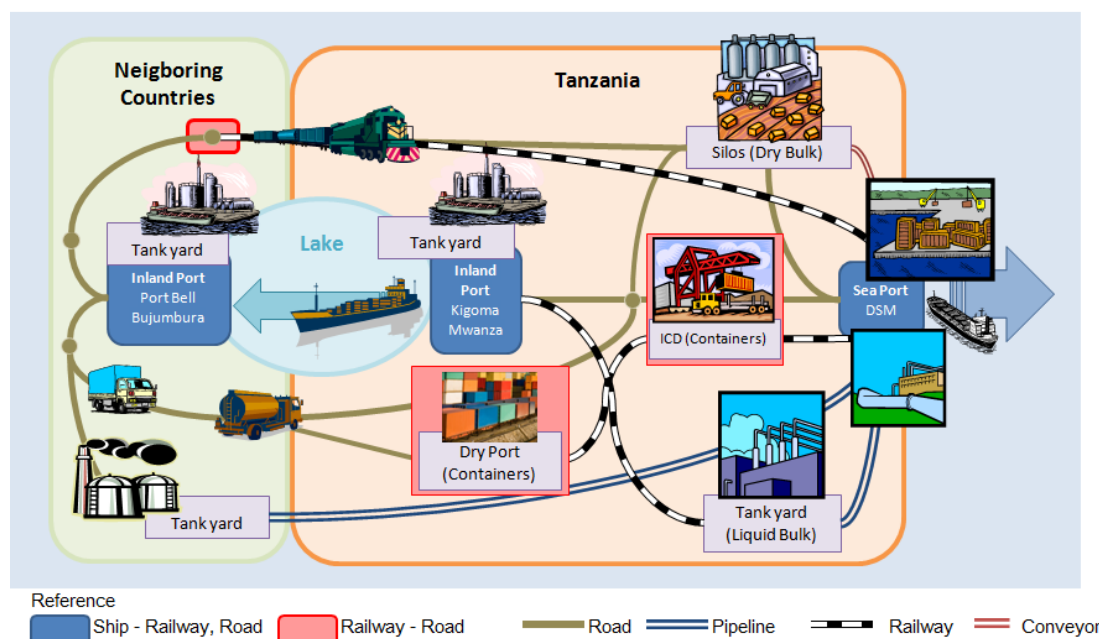 Neigboring
Countries
Tanzania
Silos (Dry Bulk)
Tank yard
Lake
Tank yard
Inland Port
Port Bell
Bujumbura
Inland
Port
Kigoma
Mwanza
Sea Port
DSM
ICD (Containers)
Dry Port
(Containers)
Tank yard
Tank yard
(Liquid Bulk)
Reference
Ship - Railway, Road
Railway - Road
Road
Pipeline
Railway
Conveyor